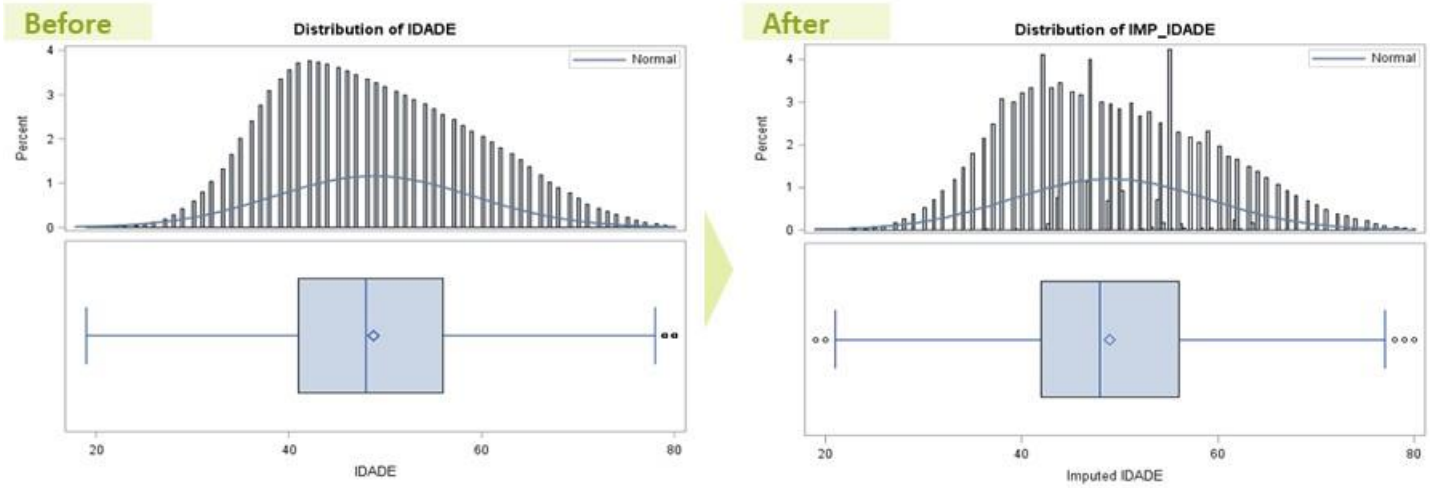 Before
Distribution of IDADE
Normal
Percent
4
3
2
1
0
20
40
60
80
IDADE
After
Distribution of IMP_IDADE
Normal
Percent
4
3
2
1
0
20
40
60
80
Imputed IDADE